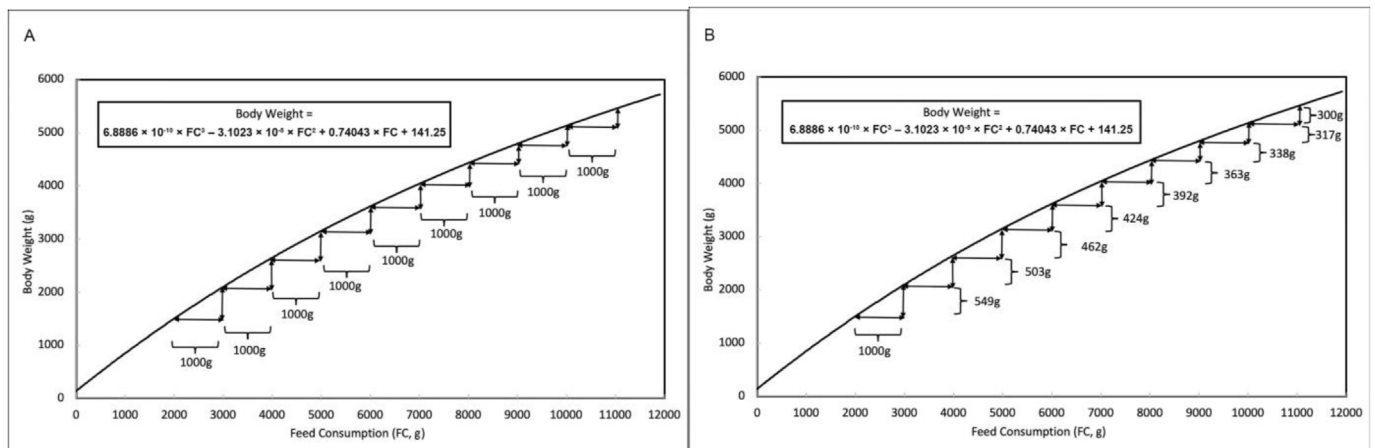 A
6000
5000
4000
3000
2000
1000
0
Body Weight (g)
Body Weight =
6.8886 × 10⁻¹⁰ × FC³ – 3.1023 × 10⁻⁵ × FC² + 0.74043 × FC + 141.25
1000g
1000g
1000g
1000g
1000g
1000g
1000g
1000g
1000g
0 1000 2000 3000 4000 5000 6000 7000 8000 9000 10000 11000 12000
Feed Consumption (FC, g)
B
6000
5000
4000
3000
2000
1000
0
Body Weight (g)
Body Weight =
6.8886 × 10⁻¹⁰ × FC³ – 3.1023 × 10⁻⁵ × FC² + 0.74043 × FC + 141.25
300g
317g
338g
363g
392g
424g
462g
503g
549g
1000g
0 1000 2000 3000 4000 5000 6000 7000 8000 9000 10000 11000 12000
Feed Consumption (FC, g)